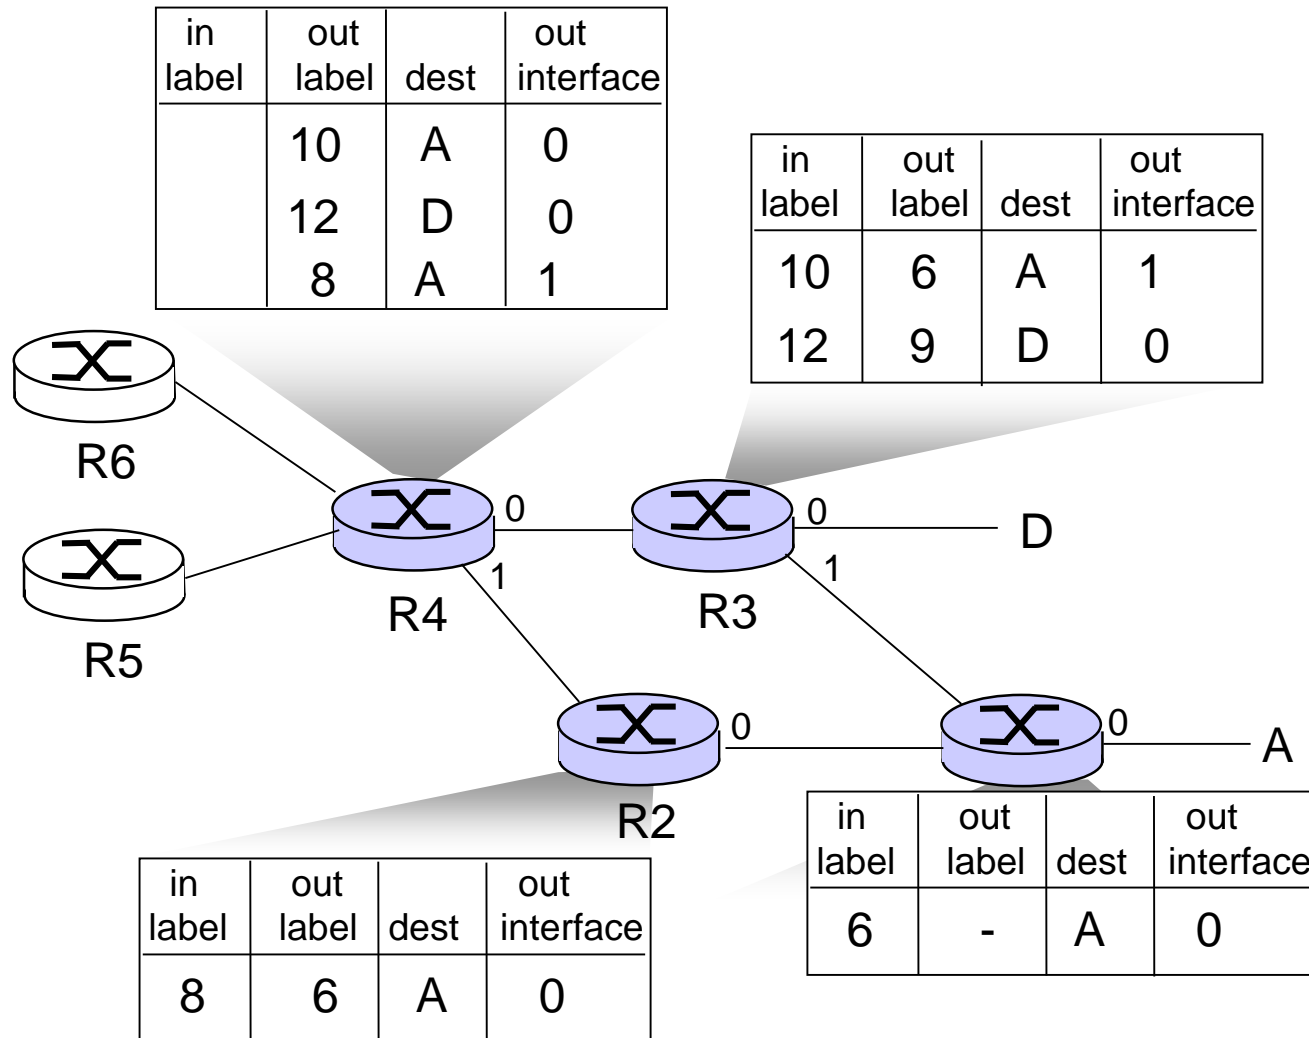 in out out
label label dest interface
10 A 0
12 D 0
8 A 1
in out out
label label dest interface
10 6 A 1
12 9 D 0
R6
R5
R4
0
1
R3
0
1
D
R2
0
0
A
in out out
label label dest interface
8 6 A 0
in out out
label label dest interface
6 - A 0